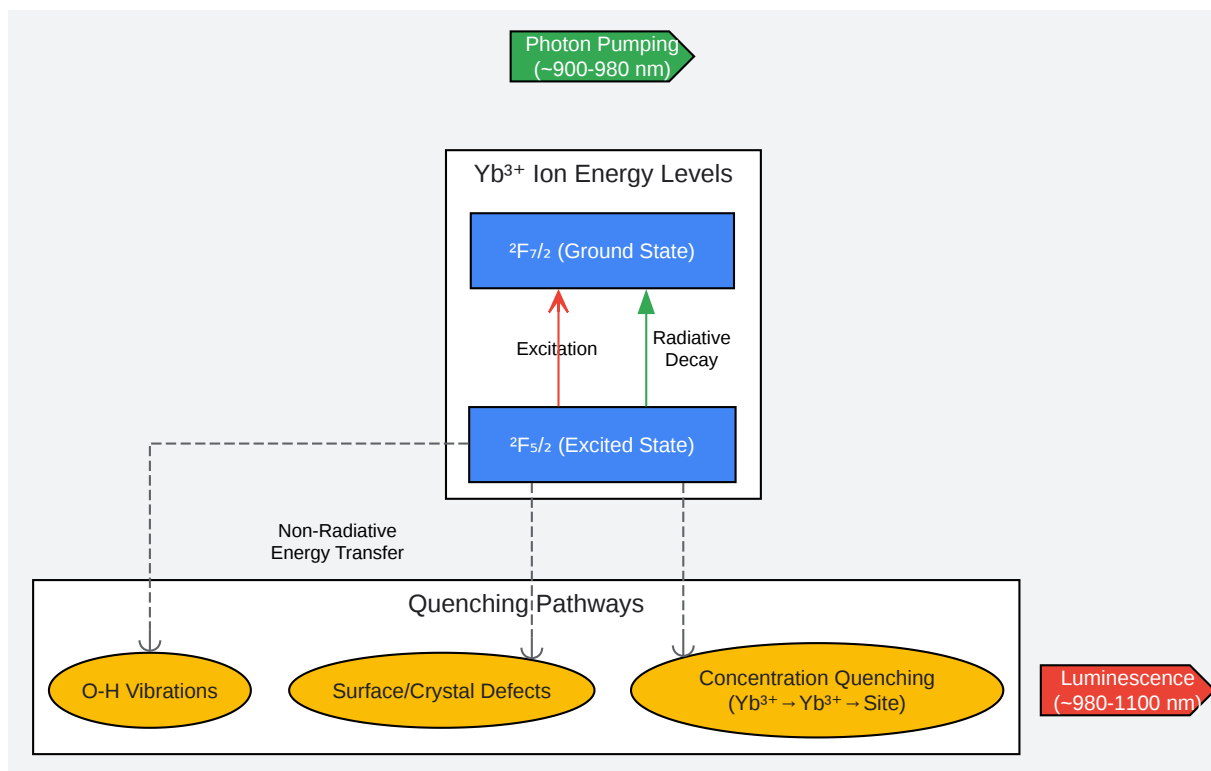 Photon Pumping
(~900-980 nm)
Yb³⁺ Ion Energy Levels
²F₇/₂ (Ground State)
Excitation
Radiative
Decay
²F₅/₂ (Excited State)
Non-Radiative
Energy Transfer
Quenching Pathways
O-H Vibrations
Surface/Crystal Defects
Concentration Quenching
(Yb³⁺→Yb³⁺→Site)
Luminescence
(~980-1100 nm)